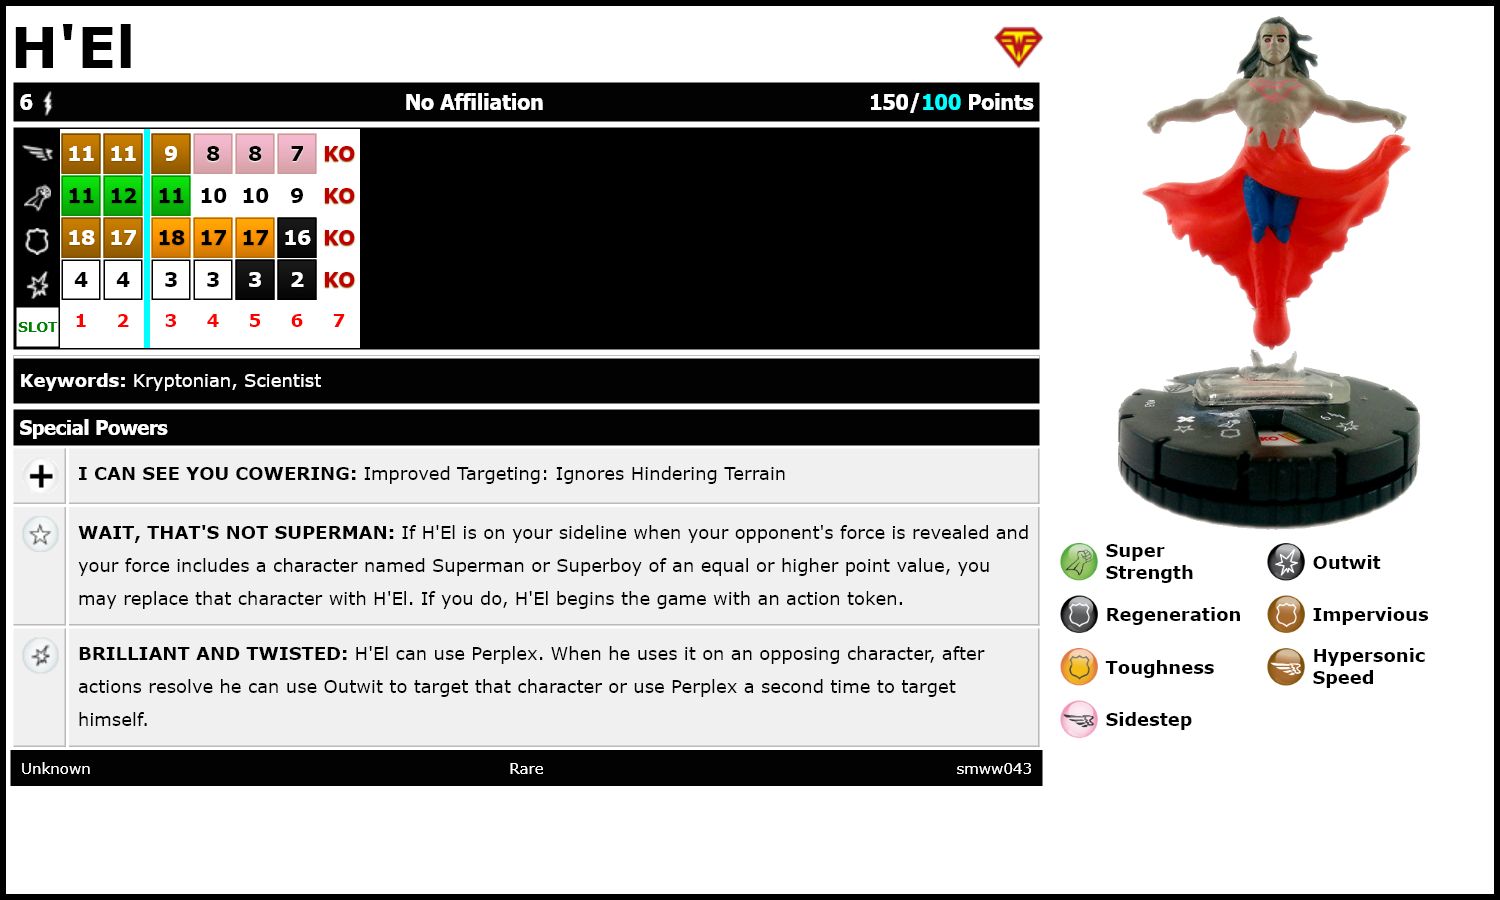 H'El
6 No Affiliation 150/100 Points
11 11 9 8 8 7 KO
11 12 11 10 10 9 KO
18 17 18 17 17 16 KO
4 4 3 3 3 2 KO
SLOT 1 2 3 4 5 6 7
Keywords: Kryptonian, Scientist
Special Powers
I CAN SEE YOU COWERING: Improved Targeting: Ignores Hindering Terrain
WAIT, THAT'S NOT SUPERMAN: If H'El is on your sideline when your opponent's force is revealed and
your force includes a character named Superman or Superboy of an equal or higher point value, you
may replace that character with H'El. If you do, H'El begins the game with an action token.
BRILLIANT AND TWISTED: H'El can use Perplex. When he uses it on an opposing character, after
actions resolve he can use Outwit to target that character or use Perplex a second time to target
himself.
Unknown Rare smww043
KO
6
Super
Strength
Outwit
Regeneration
Impervious
Toughness
Hypersonic
Speed
Sidestep